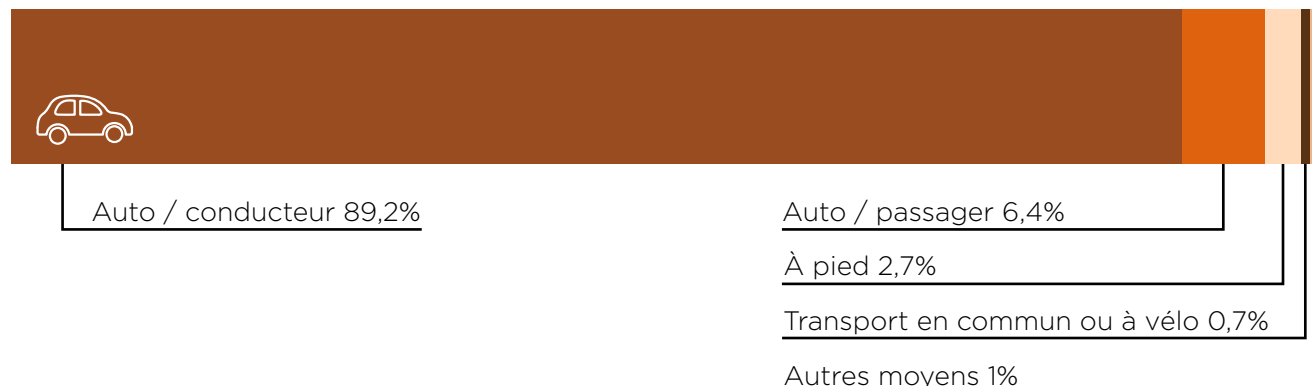 Auto / conducteur 89,2%
Auto / passager 6,4%
À pied 2,7%
Transport en commun ou à vélo 0,7%
Autres moyens 1%